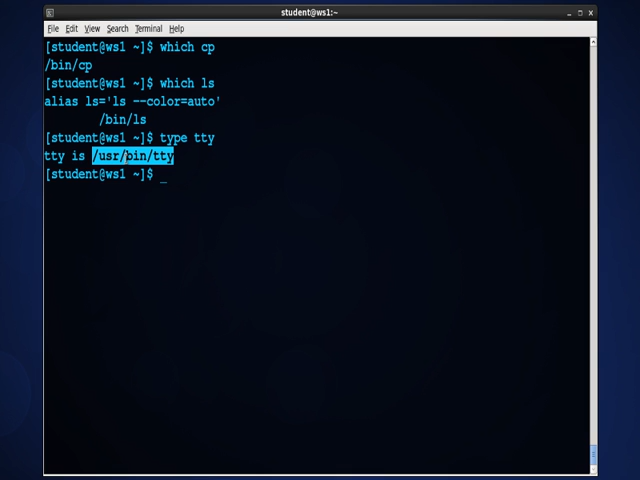 student@ws1:~
File Edit View Search Terminal Help
[student@ws1 ~]$ which cp
/bin/cp
[student@ws1 ~]$ which ls
alias ls='ls --color=auto'
/bin/ls
[student@ws1 ~]$ type tty
tty is /usr/bin/tty
[student@ws1 ~]$ _